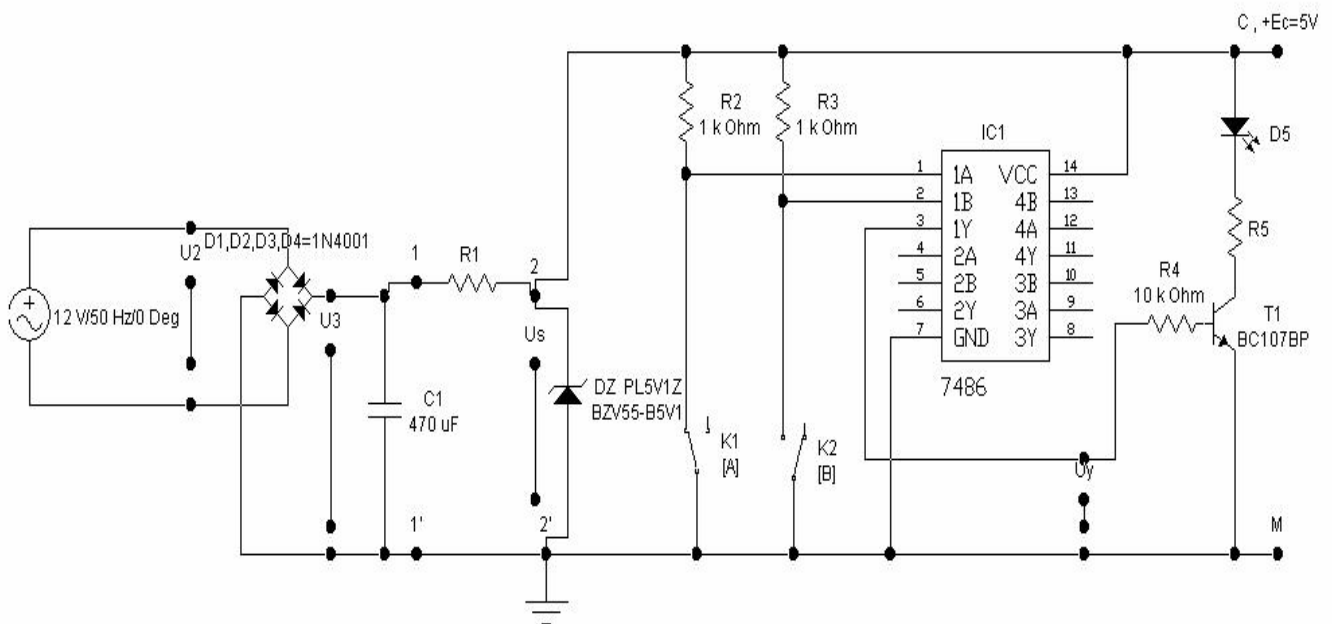 C , +Ec=5V
R2
1 k Ohm
R3
1 k Ohm
IC1
D5
1 1A VCC 14
2 1B 4B 13
3 1Y 4A 12
4 2A 4Y 11
5 2B 3B 10
6 2Y 3A 9
7 GND 3Y 8
7486
R5
R4
10 k Ohm
T1
BC107BP
U2
D1,D2,D3,D4=1N4001
1
R1
2
12 V/50 Hz/0 Deg
U3
Us
C1
470 uF
DZ PL5V1Z
BZV55-B5V1
K1
[A]
K2
[B]
Uy
1'
2'
M